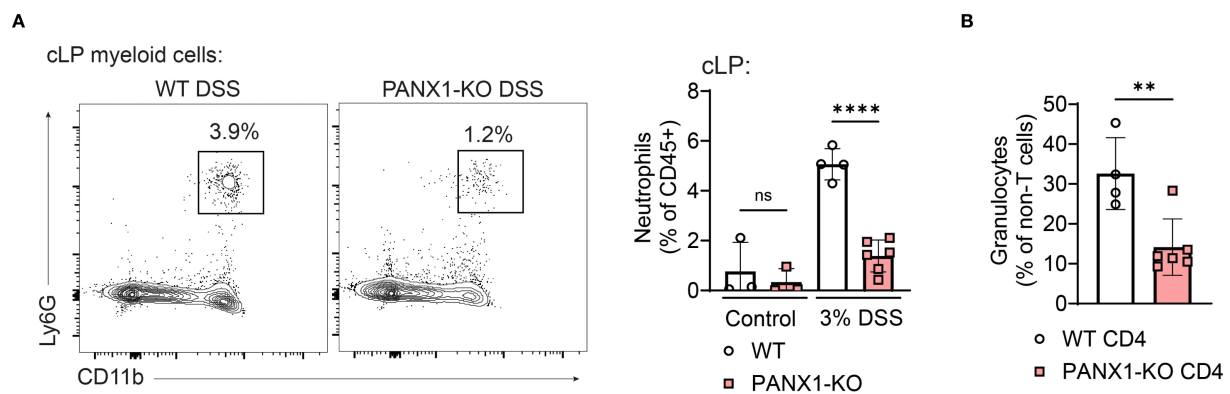 A
cLP myeloid cells:
WT DSS
PANX1-KO DSS
3.9%
1.2%
Ly6G
CD11b
cLP:
Neutrophils
(% of CD45+)
8
6
4
2
0
ns
****
Control
3% DSS
WT
PANX1-KO
B
Granulocytes
(% of non-T cells)
50
40
30
20
10
0
**
WT CD4
PANX1-KO CD4